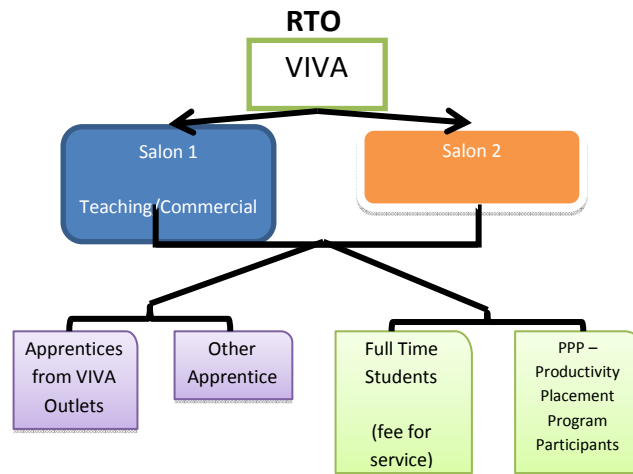 RTO
VIVA
Salon 1
Teaching/Commercial
Salon 2
Apprentices
from VIVA
Outlets
Other
Apprentice
Full Time
Students
(fee for
service)
PPP –
Productivity
Placement
Program
Participants